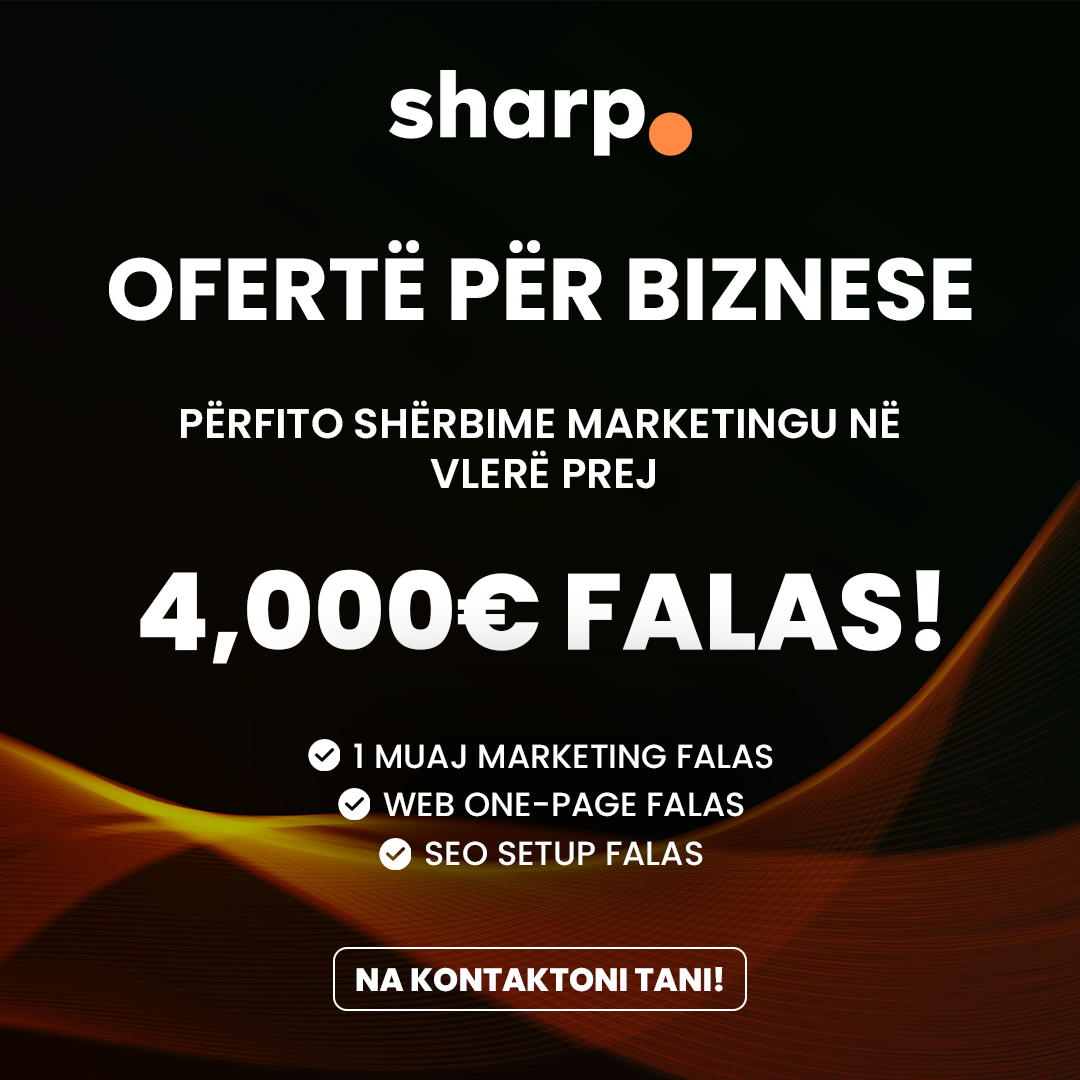 sharp.
OFERTË PËR BIZNESE
PËRFITO SHËRBIME MARKETINGU NË
VLERË PREJ
4,000€ FALAS!
1 MUAJ MARKETING FALAS
WEB ONE-PAGE FALAS
SEO SETUP FALAS
NA KONTAKTONI TANI!